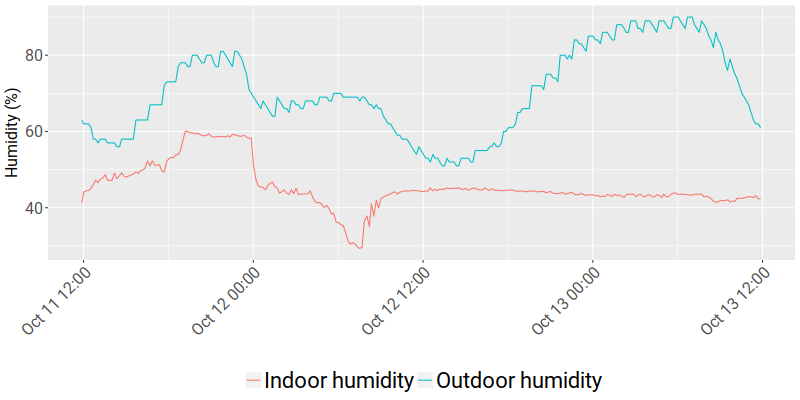 Humidity (%)
80
60
40
Oct 11 12:00
Oct 12 00:00
Oct 12 12:00
Oct 13 00:00
Oct 13 12:00
Indoor humidity
Outdoor humidity